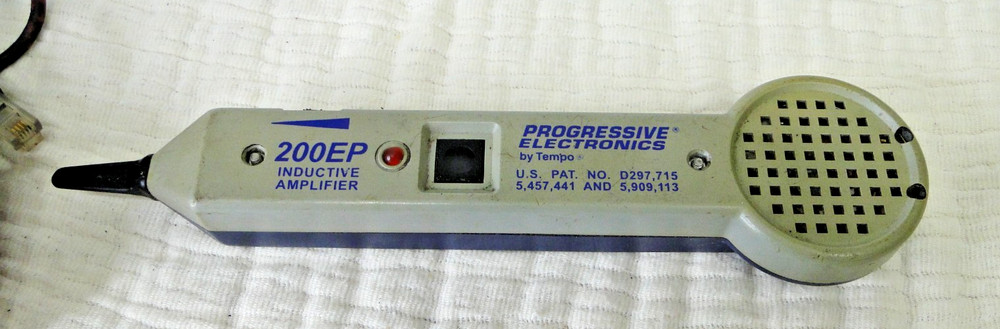 200EP
INDUCTIVE
AMPLIFIER
PROGRESSIVE®
ELECTRONICS
by Tempo®
U.S. PAT. NO. D297,715
5,457,441 AND 5,909,113